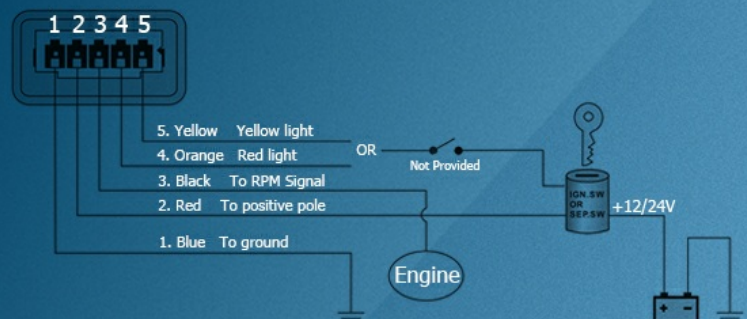 1 2 3 4 5
5. Yellow Yellow light
4. Orange Red light
OR
Not Provided
3. Black To RPM Signal
2. Red To positive pole
IGN.SW
OR
SEP.SW
+12/24V
1. Blue To ground
Engine
+ -